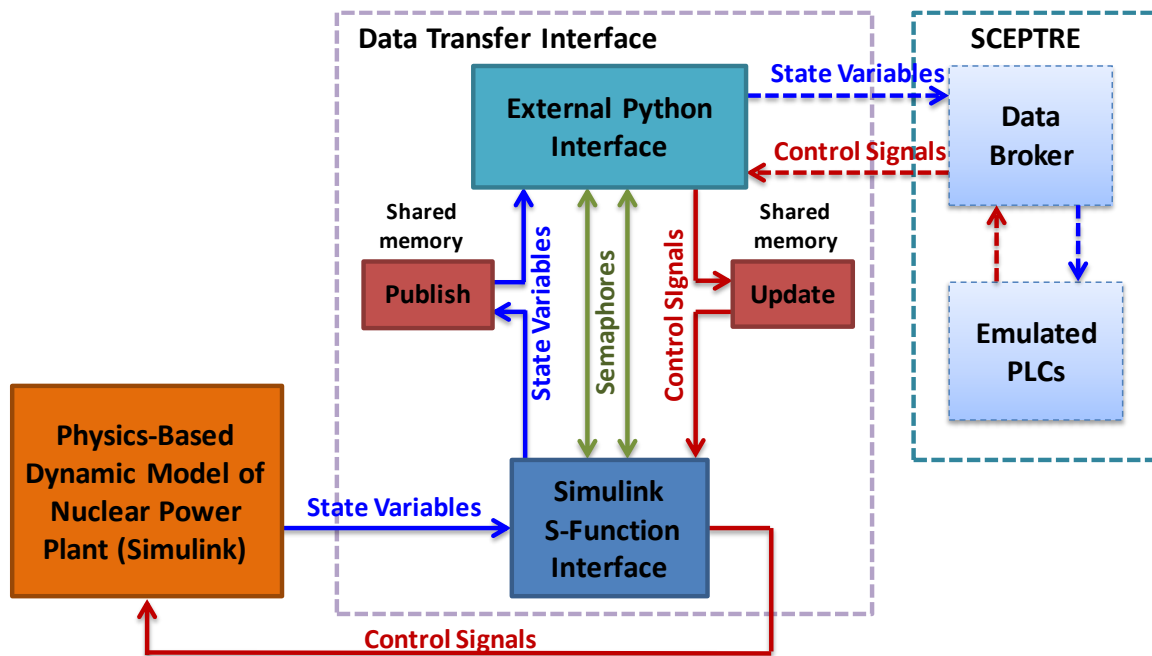 Data Transfer Interface
SCEPTRE
External Python
Interface
State Variables
Control Signals
Data
Broker
Shared
memory
Publish
State Variables
Semaphores
Control SIgnals
Shared
memory
Update
Emulated
PLCs
Physics-Based
Dynamic Model of
Nuclear Power
Plant (Simulink)
State Variables
Simulink
S-Function
Interface
Control Signals